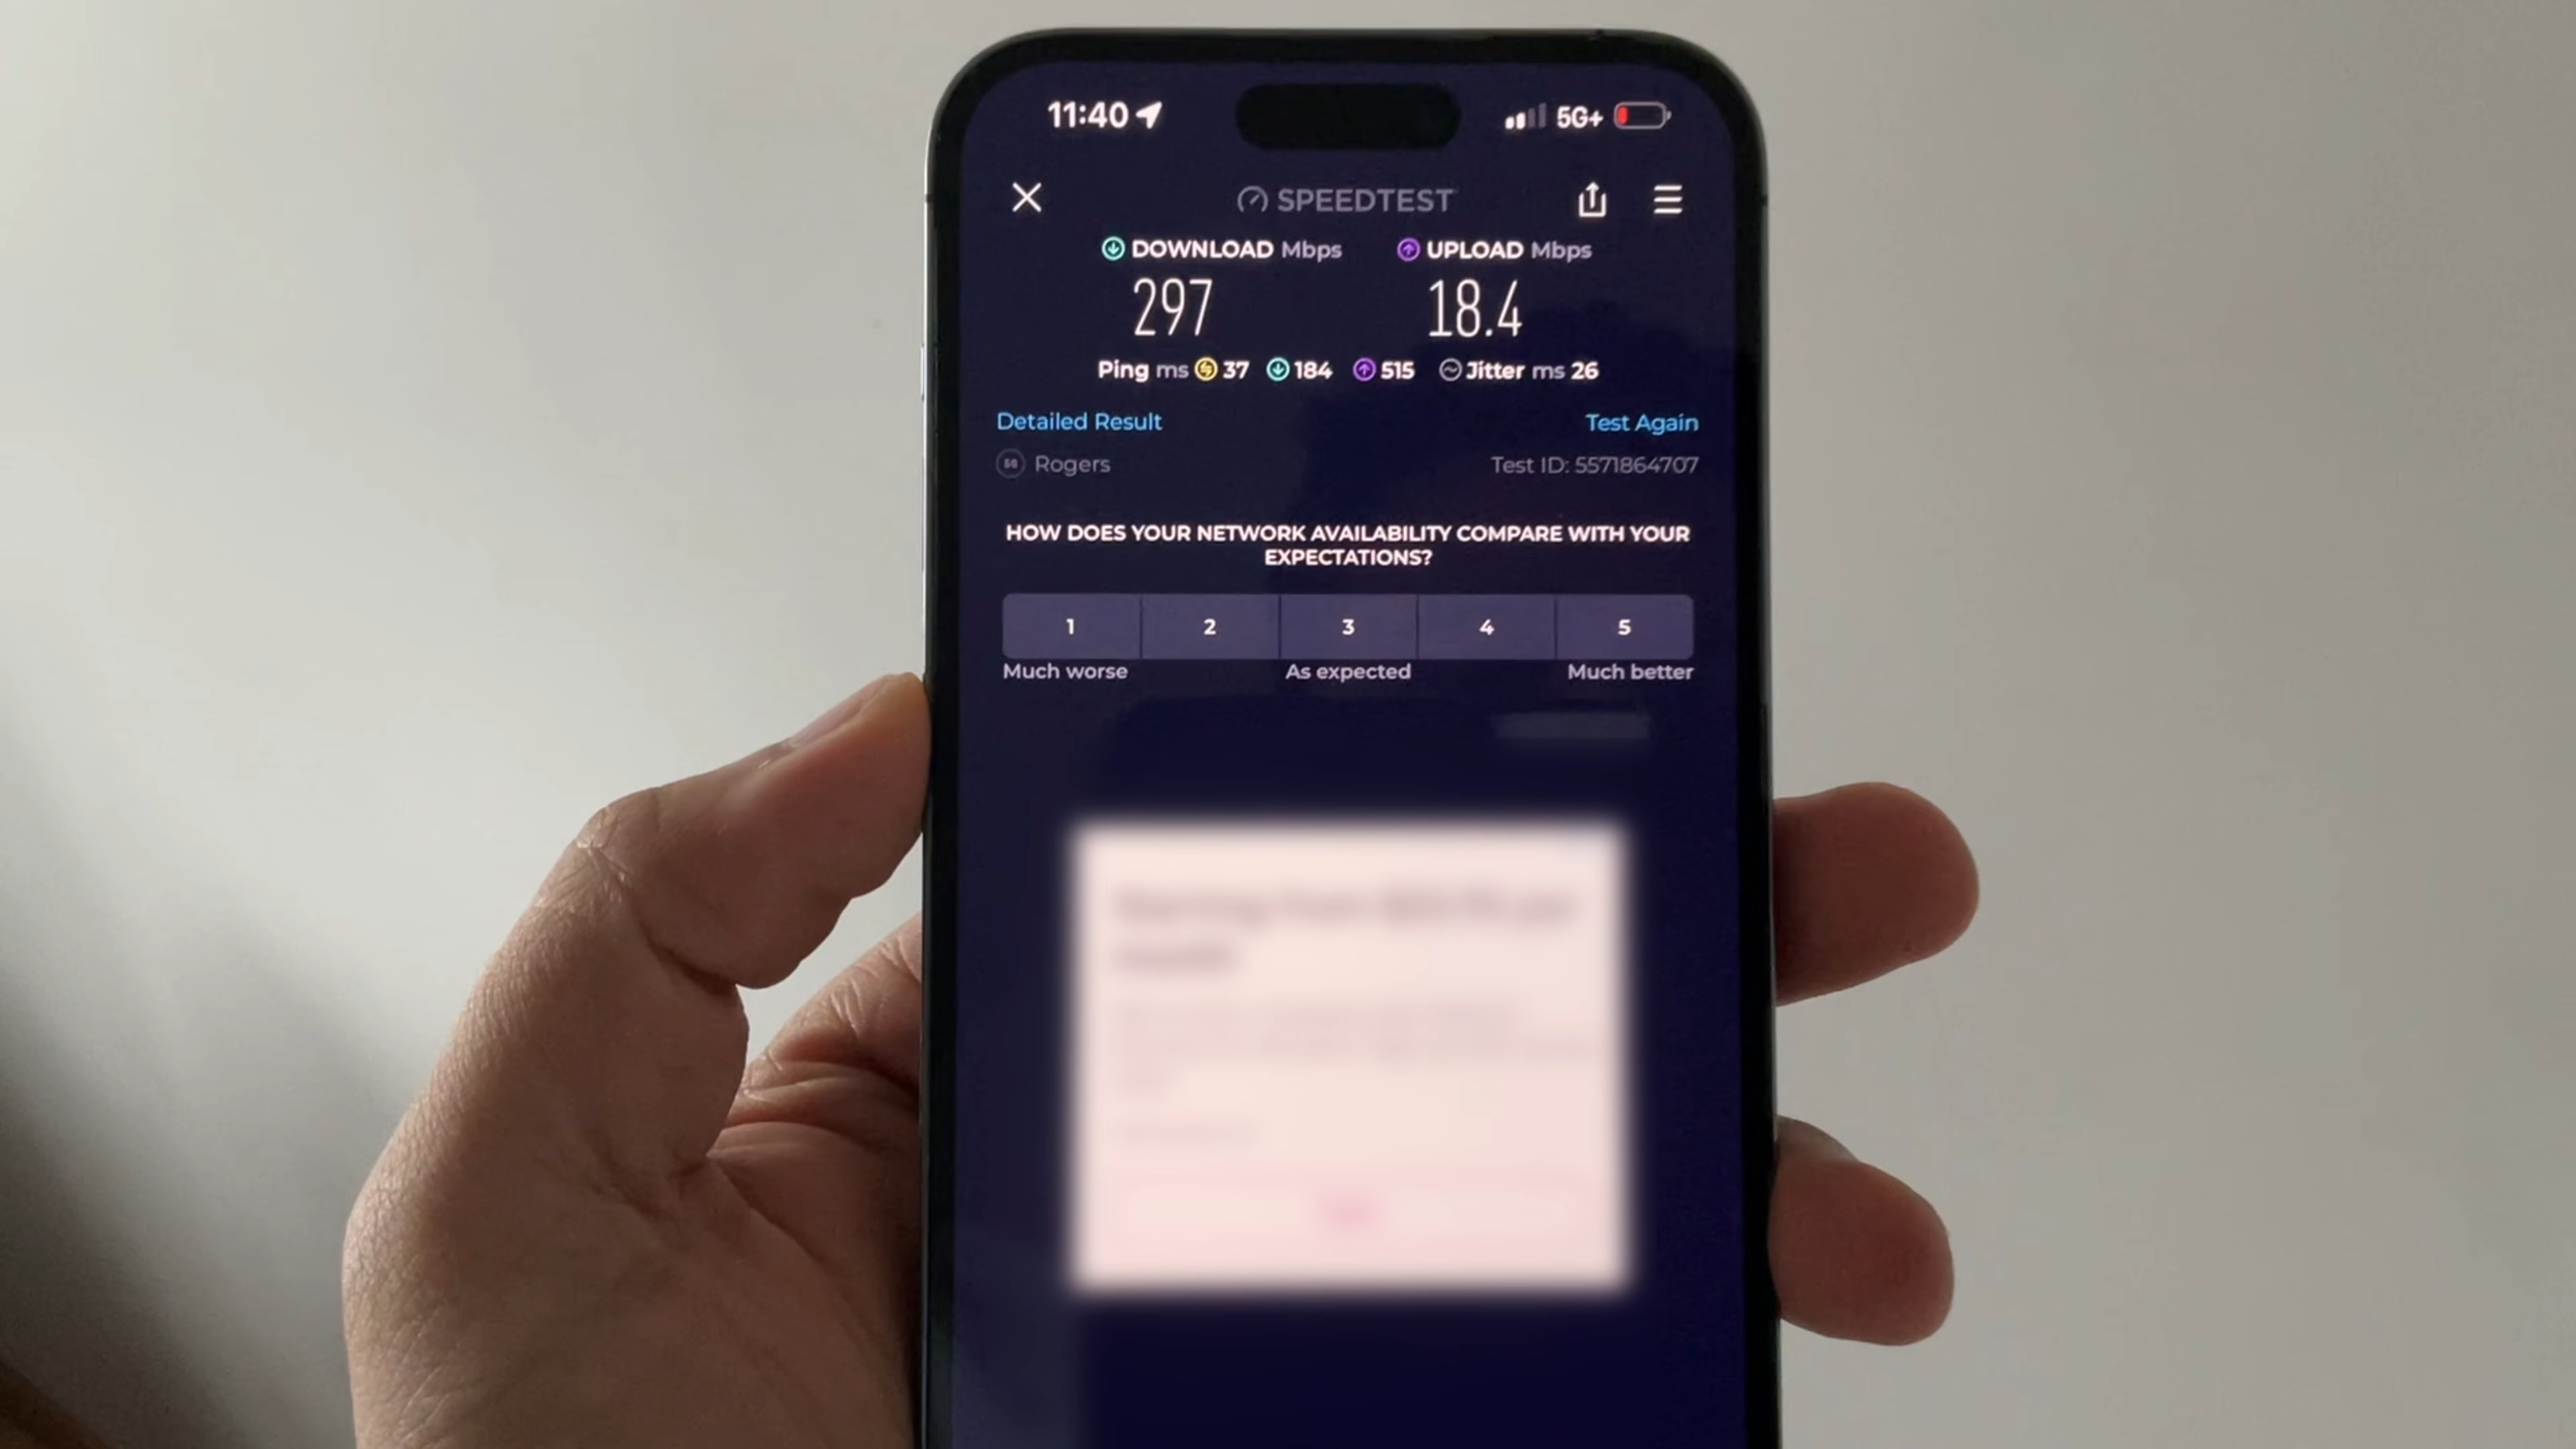 11:40 5G+
SPEEDTEST
DOWNLOAD Mbps UPLOAD Mbps
297 18.4
Ping ms 37 184 515 Jitter ms 26
Detailed Result Test Again
5G Rogers Test ID: 5571864707
HOW DOES YOUR NETWORK AVAILABILITY COMPARE WITH YOUR
EXPECTATIONS?
1 2 3 4 5
Much worse As expected Much better